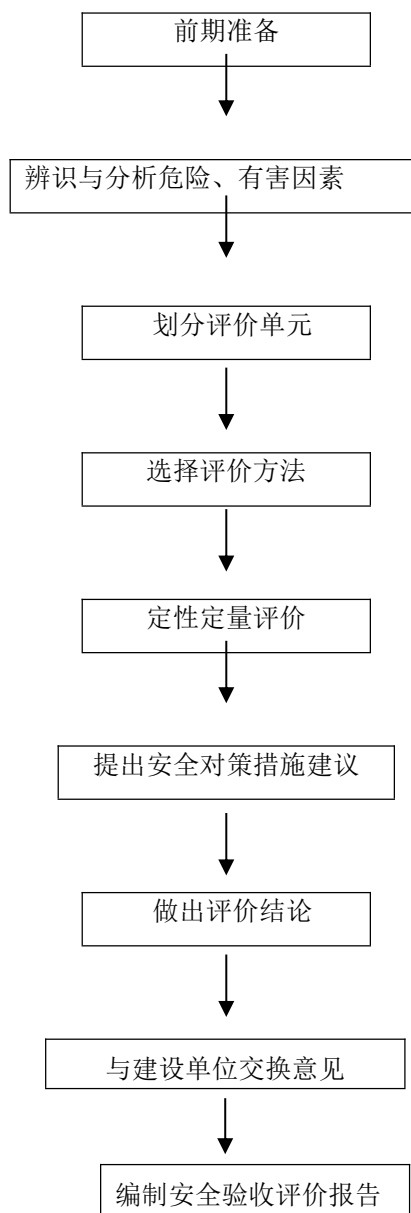 前期准备
辨识与分析危险、有害因素
划分评价单元
选择评价方法
定性定量评价
提出安全对策措施建议
做出评价结论
与建设单位交换意见
编制安全验收评价报告